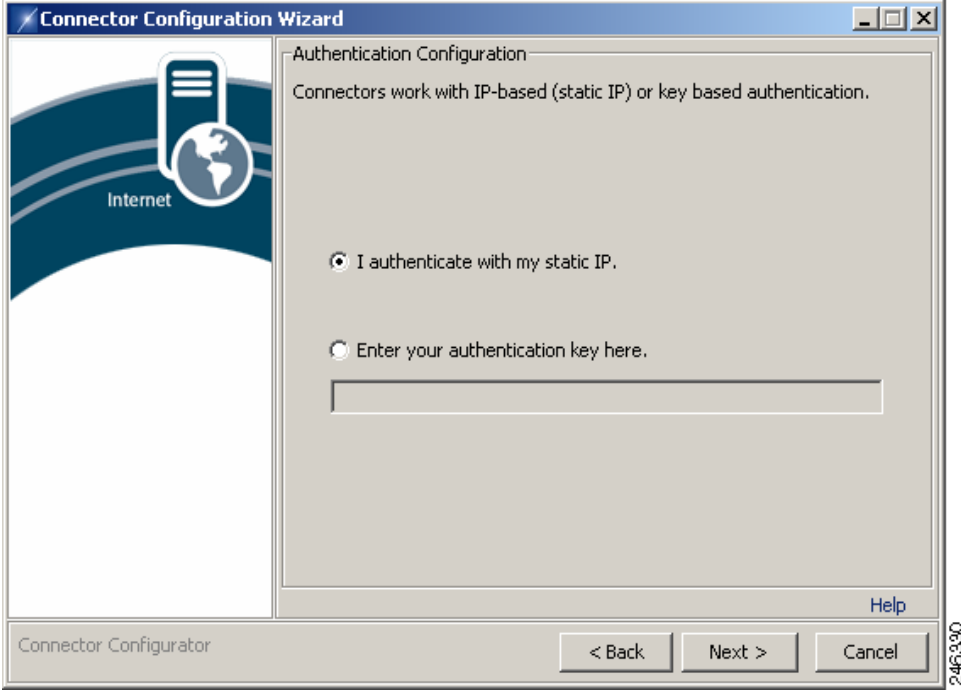 Connector Configuration Wizard
Authentication Configuration
Connectors work with IP-based (static IP) or key based authentication.
Internet
I authenticate with my static IP.
Enter your authentication key here.
Help
Connector Configurator
< Back
Next >
Cancel
246330